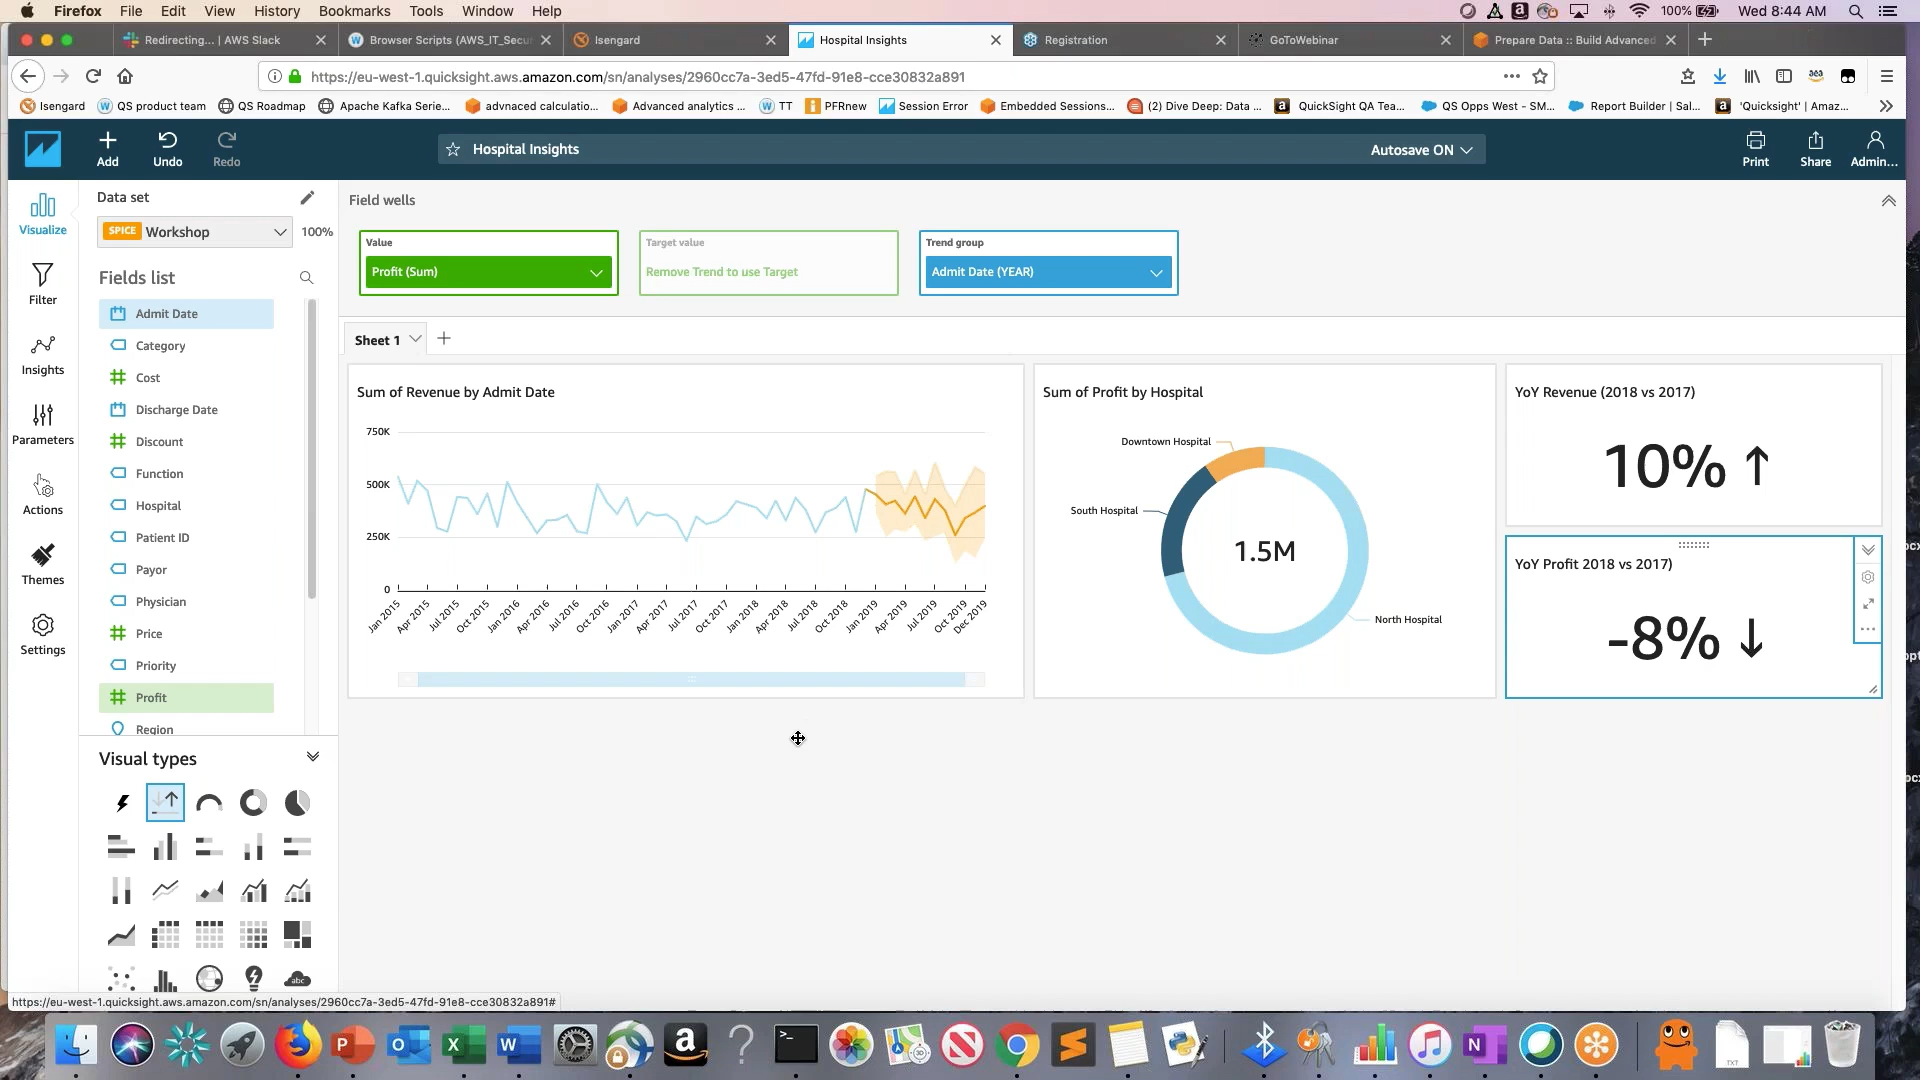 Firefox File Edit View History Bookmarks Tools Window Help 100% Wed 8:44 AM
Redirecting... | AWS Slack
Browser Scripts (AWS_IT_Secu
Isengard
Hospital Insights
Registration
GoToWebinar
Prepare Data :: Build Advanced
https://eu-west-1.quicksight.aws.amazon.com/sn/analyses/2960cc7a-3ed5-47fd-91e8-cce30832a891
Isengard
QS product team
QS Roadmap
Apache Kafka Serie...
advnaced calculatio...
Advanced analytics ...
TT
PFRnew
Session Error
Embedded Sessions...
(2) Dive Deep: Data ...
QuickSight QA Tea...
QS Opps West - SM...
Report Builder | Sal...
'Quicksight' | Amaz...
Add
Undo
Redo
Hospital Insights
Autosave ON
Print
Share
Admin...
Visualize
Filter
Insights
Parameters
Actions
Themes
Settings
Data set
SPICE Workshop 100%
Fields list
Admit Date
Category
Cost
Discharge Date
Discount
Function
Hospital
Patient ID
Payor
Physician
Price
Priority
Profit
Region
Visual types
abc
Field wells
Value
Profit (Sum)
Target value
Remove Trend to use Target
Trend group
Admit Date (YEAR)
Sheet 1
Sum of Revenue by Admit Date
750K
500K
250K
0
Jan 2015
Apr 2015
Jul 2015
Oct 2015
Jan 2016
Apr 2016
Jul 2016
Oct 2016
Jan 2017
Apr 2017
Jul 2017
Oct 2017
Jan 2018
Apr 2018
Jul 2018
Oct 2018
Jan 2019
Apr 2019
Jul 2019
Oct 2019
Dec 2019
Sum of Profit by Hospital
Downtown Hospital
South Hospital
1.5M
North Hospital
YoY Revenue (2018 vs 2017)
10% ↑
YoY Profit 2018 vs 2017)
-8% ↓
https://eu-west-1.quicksight.aws.amazon.com/sn/analyses/2960cc7a-3ed5-47fd-91e8-cce30832a891#